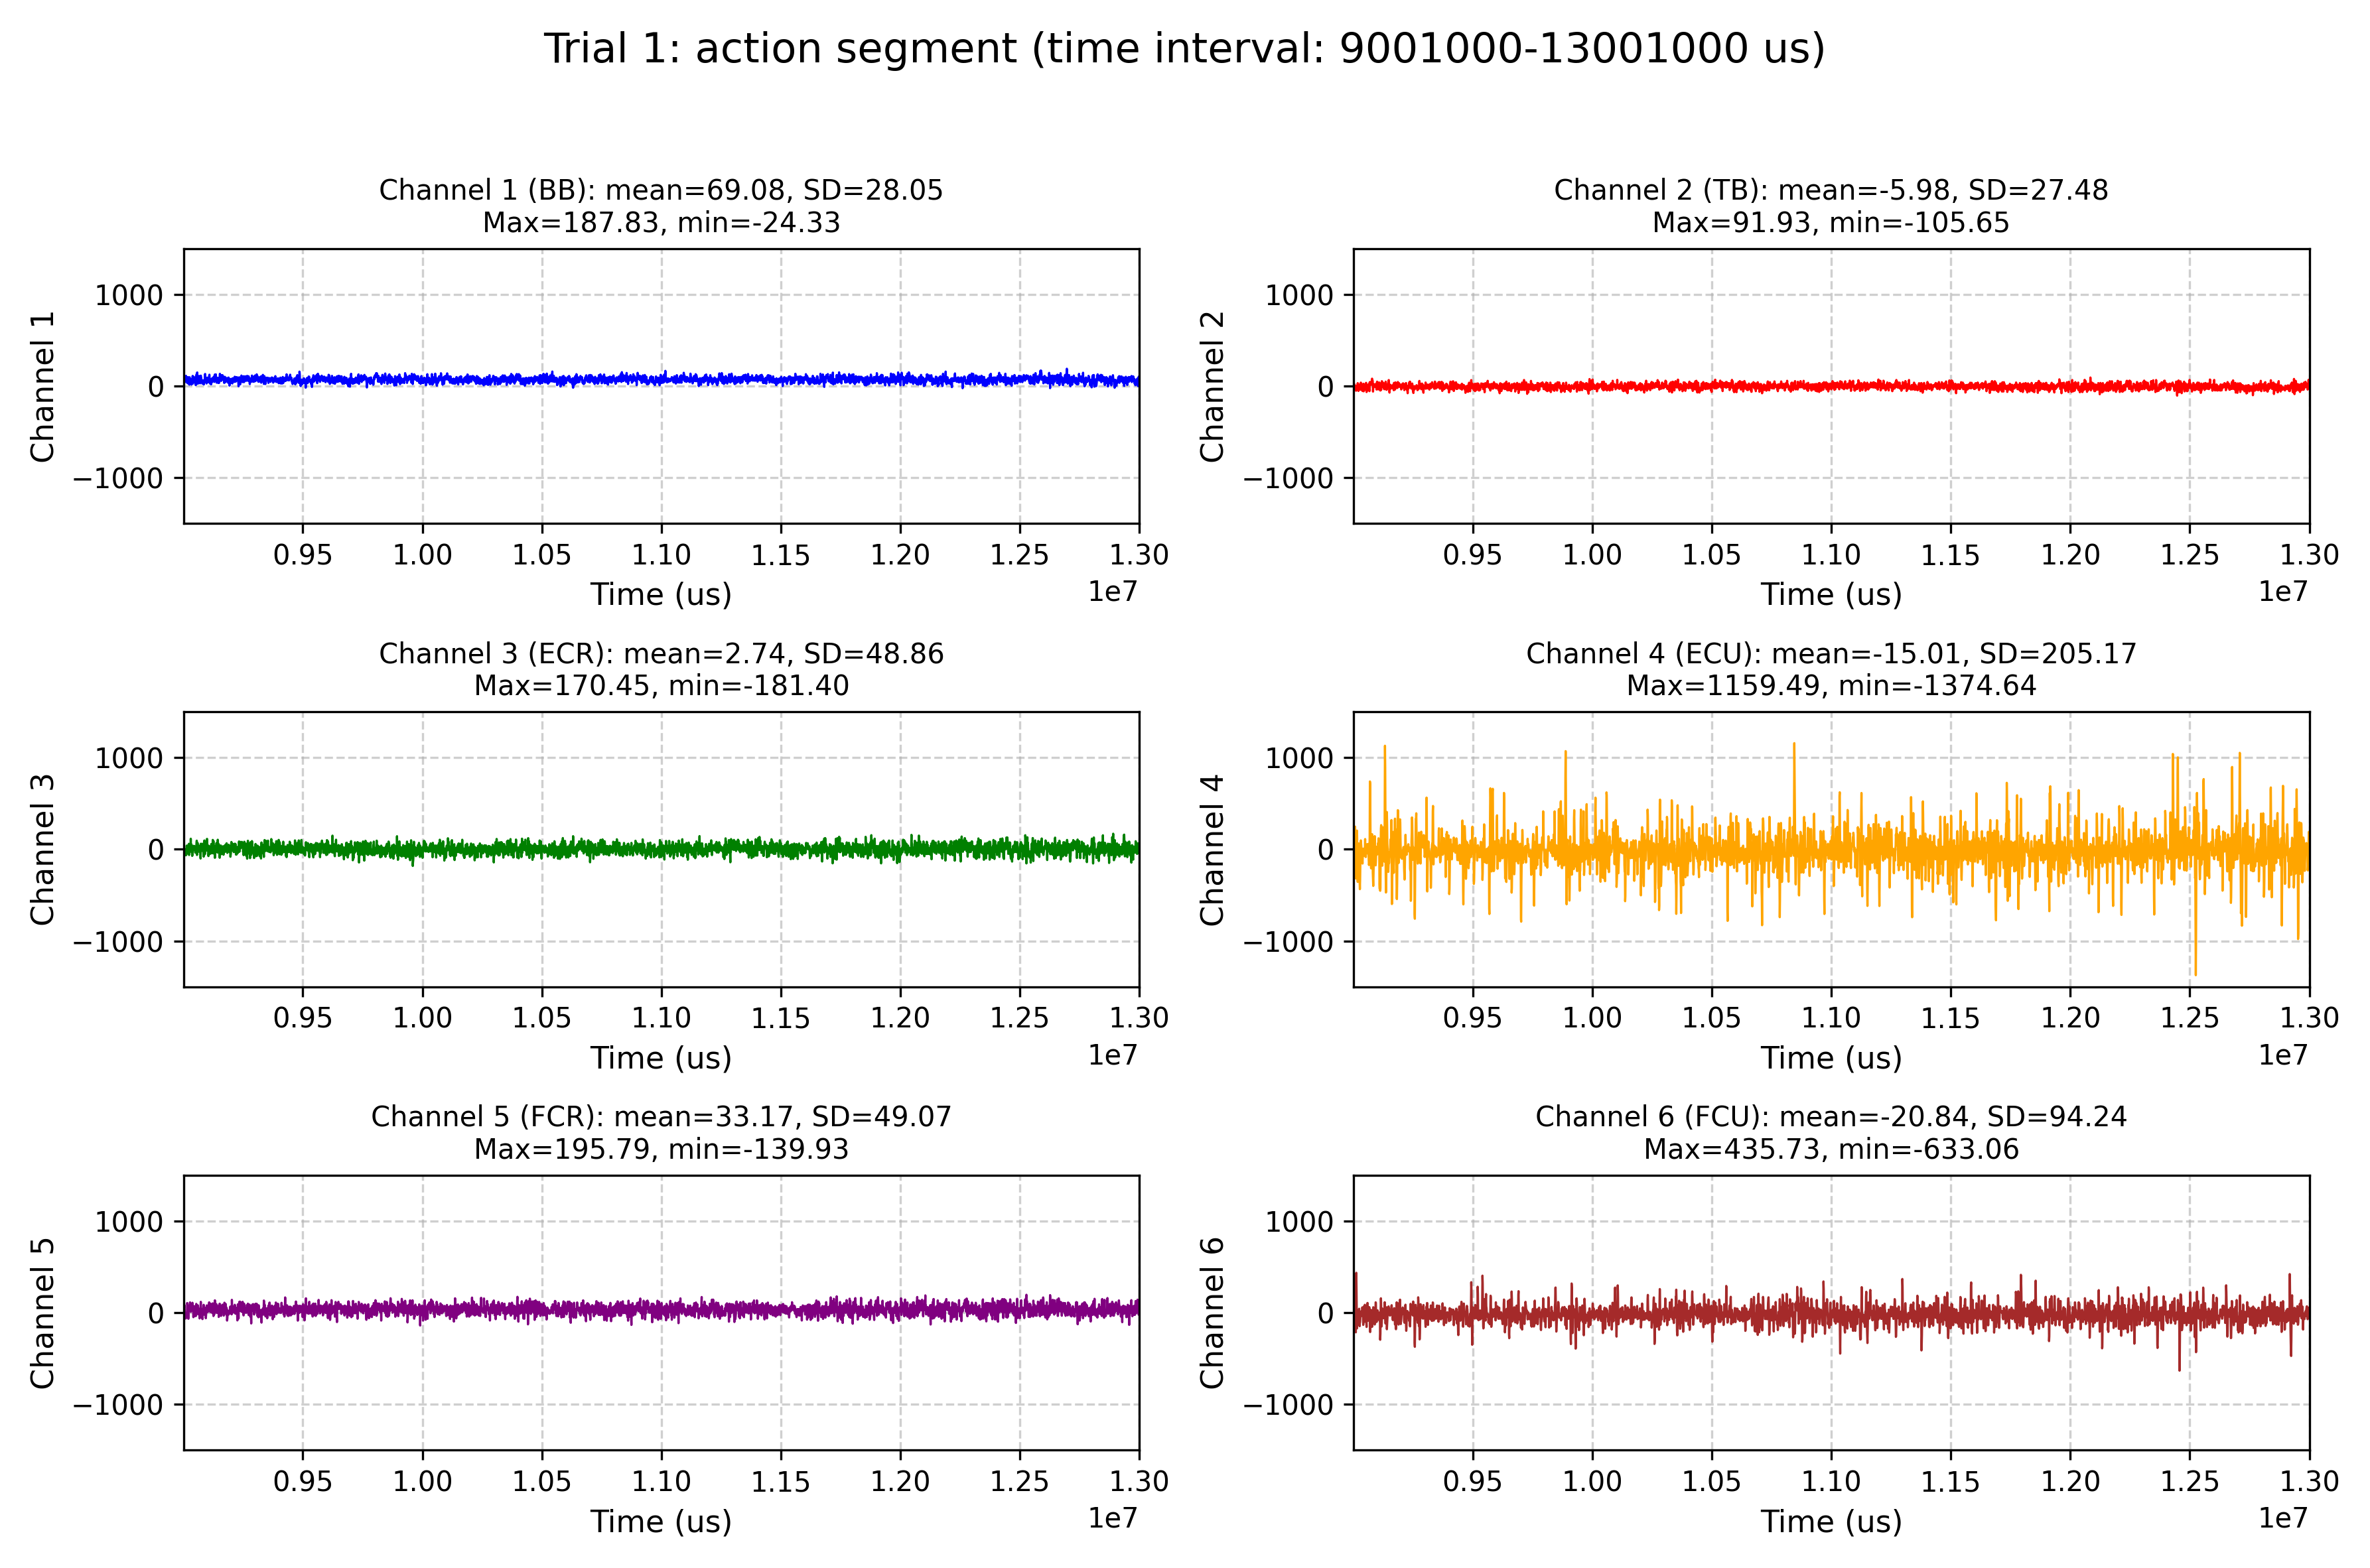 Trial 1: action segment (time interval: 9001000-13001000 us)
Channel 1 (BB): mean=69.08, SD=28.05
Max=187.83, min=-24.33
Channel 1
1000
0
−1000
0.95 1.00 1.05 1.10 1.15 1.20 1.25 1.30
Time (us)
1e7
Channel 2 (TB): mean=-5.98, SD=27.48
Max=91.93, min=-105.65
Channel 2
1000
0
−1000
0.95 1.00 1.05 1.10 1.15 1.20 1.25 1.30
Time (us)
1e7
Channel 3 (ECR): mean=2.74, SD=48.86
Max=170.45, min=-181.40
Channel 3
1000
0
−1000
0.95 1.00 1.05 1.10 1.15 1.20 1.25 1.30
Time (us)
1e7
Channel 4 (ECU): mean=-15.01, SD=205.17
Max=1159.49, min=-1374.64
Channel 4
1000
0
−1000
0.95 1.00 1.05 1.10 1.15 1.20 1.25 1.30
Time (us)
1e7
Channel 5 (FCR): mean=33.17, SD=49.07
Max=195.79, min=-139.93
Channel 5
1000
0
−1000
0.95 1.00 1.05 1.10 1.15 1.20 1.25 1.30
Time (us)
1e7
Channel 6 (FCU): mean=-20.84, SD=94.24
Max=435.73, min=-633.06
Channel 6
1000
0
−1000
0.95 1.00 1.05 1.10 1.15 1.20 1.25 1.30
Time (us)
1e7